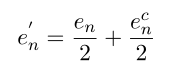 $e_n^{'} = \frac{e_n}{2} + \frac{e_n^c}{2}$